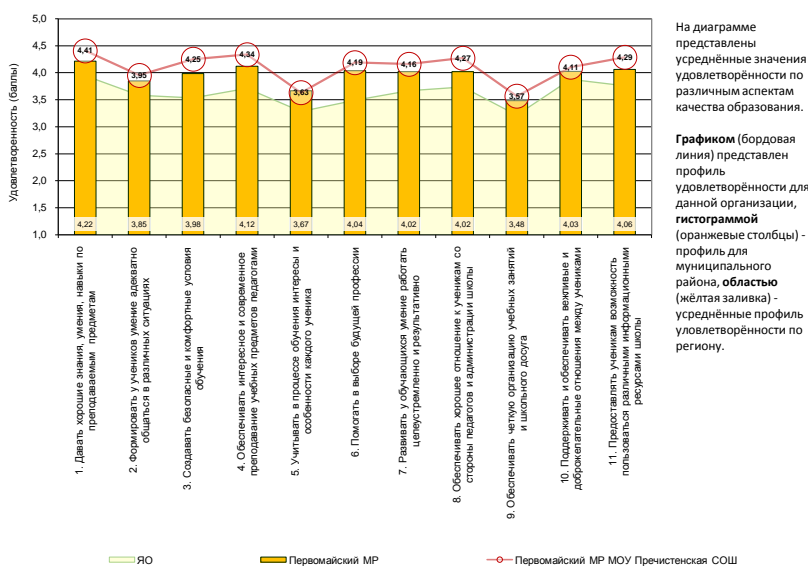 5,0
4,5
4,0
3,5
3,0
2,5
2,0
1,5
1,0
Удовлетворенность (баллы)
4,41
3,95
4,25
4,34
3,63
4,19
4,16
4,27
3,57
4,11
4,29
4,22
3,85
3,98
4,12
3,67
4,04
4,02
4,02
3,48
4,03
4,06
1. Давать хорошие знания, умения, навыки по
преподаваемым предметам
2. Формировать у учеников умение адекватно
общаться в различных ситуациях
3. Создавать безопасные и комфортные условия
обучения
4. Обеспечивать интересное и современное
преподавание учебных предметов педагогами
5. Учитывать в процессе обучения интересы и
особенности каждого ученика
6. Помогать в выборе будущей профессии
7. Развивать у обучающихся умение работать
целеустремленно и результативно
8. Обеспечивать хорошее отношение к ученикам со
стороны педагогов и администрации школы
9. Обеспечивать четкую организацию учебных занятий
и школьного досуга
10. Поддерживать и обеспечивать вежливые и
доброжелательные отношения между учениками
11. Предоставлять ученикам возможность
пользоваться различными информационными
ресурсами школы
ЯО
Первомайский МР
Первомайский МР МОУ Пречистенская СОШ
На диаграмме
представлены
усреднённые значения
удовлетворённости по
различным аспектам
качества образования.
Графиком (бордовая
линия) представлен
профиль
удовлетворённости для
данной организации,
гистограммой
(оранжевые столбцы) -
профиль для
муниципального
района, областью
(жёлтая заливка) -
усреднённые профиль
уловлетворённости по
региону.